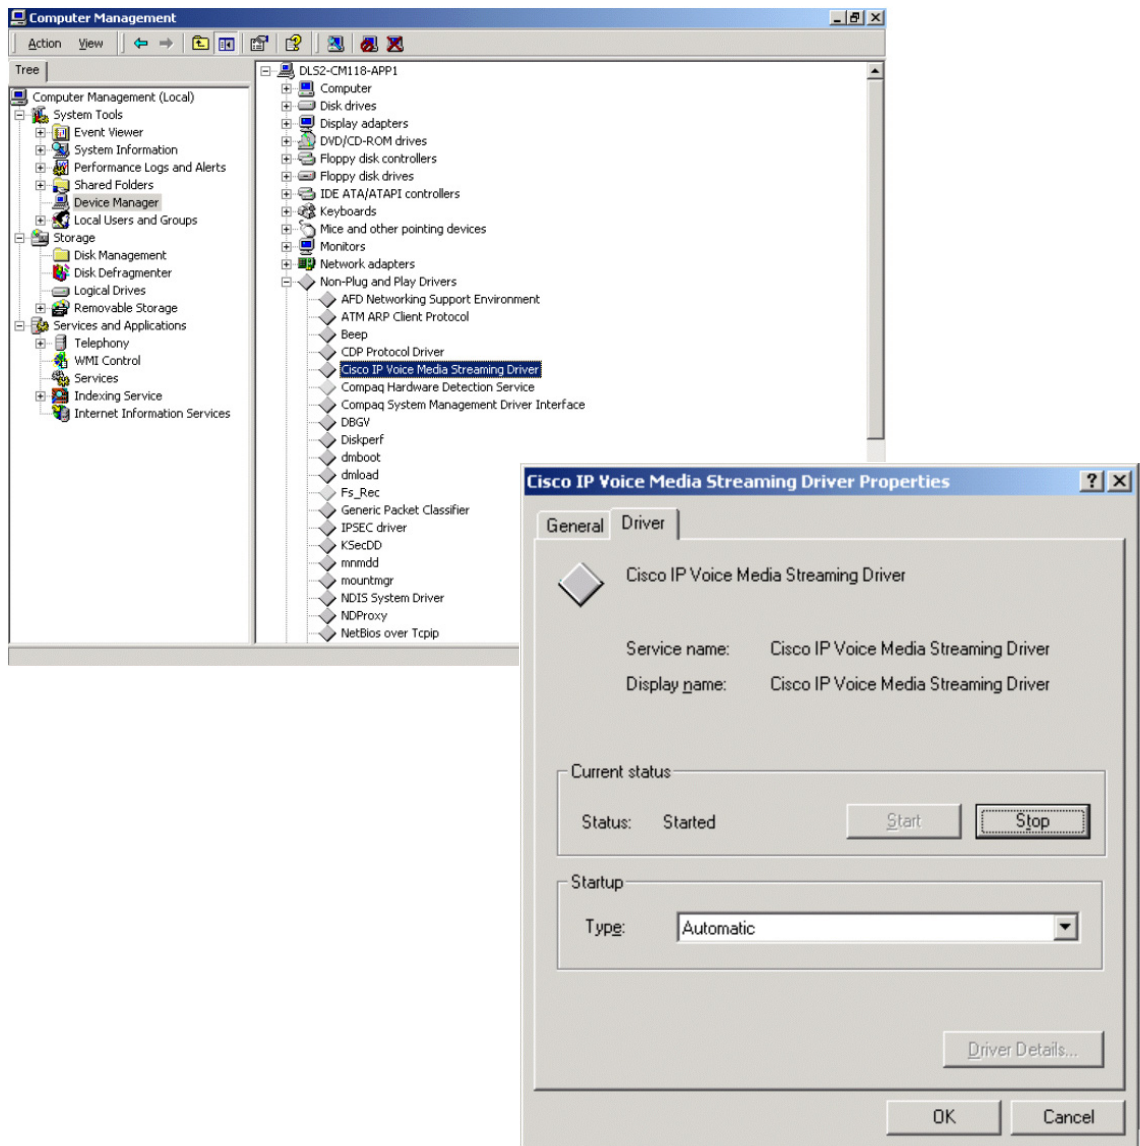 Computer Management
Action View
Tree
Computer Management (Local)
System Tools
Event Viewer
System Information
Performance Logs and Alerts
Shared Folders
Device Manager
Local Users and Groups
Storage
Disk Management
Disk Defragmenter
Logical Drives
Removable Storage
Services and Applications
Telephony
WMI Control
Services
Indexing Service
Internet Information Services
DLS2-CM118-APP1
Computer
Disk drives
Display adapters
DVD/CD-ROM drives
Floppy disk controllers
Floppy disk drives
IDE ATA/ATAPI controllers
Keyboards
Mice and other pointing devices
Monitors
Network adapters
Non-Plug and Play Drivers
AFD Networking Support Environment
ATM ARP Client Protocol
Beep
CDP Protocol Driver
Cisco IP Voice Media Streaming Driver
Compaq Hardware Detection Service
Compaq System Management Driver Interface
DBGV
Diskperf
dmboot
dmload
Fs_Rec
Generic Packet Classifier
IPSEC driver
KSecDD
mnmdd
mountmgr
NDIS System Driver
NDProxy
NetBios over Tcpip
Cisco IP Voice Media Streaming Driver Properties
General Driver
Cisco IP Voice Media Streaming Driver
Service name: Cisco IP Voice Media Streaming Driver
Display name: Cisco IP Voice Media Streaming Driver
Current status
Status: Started Start Stop
Startup
Type: Automatic
Driver Details...
OK Cancel